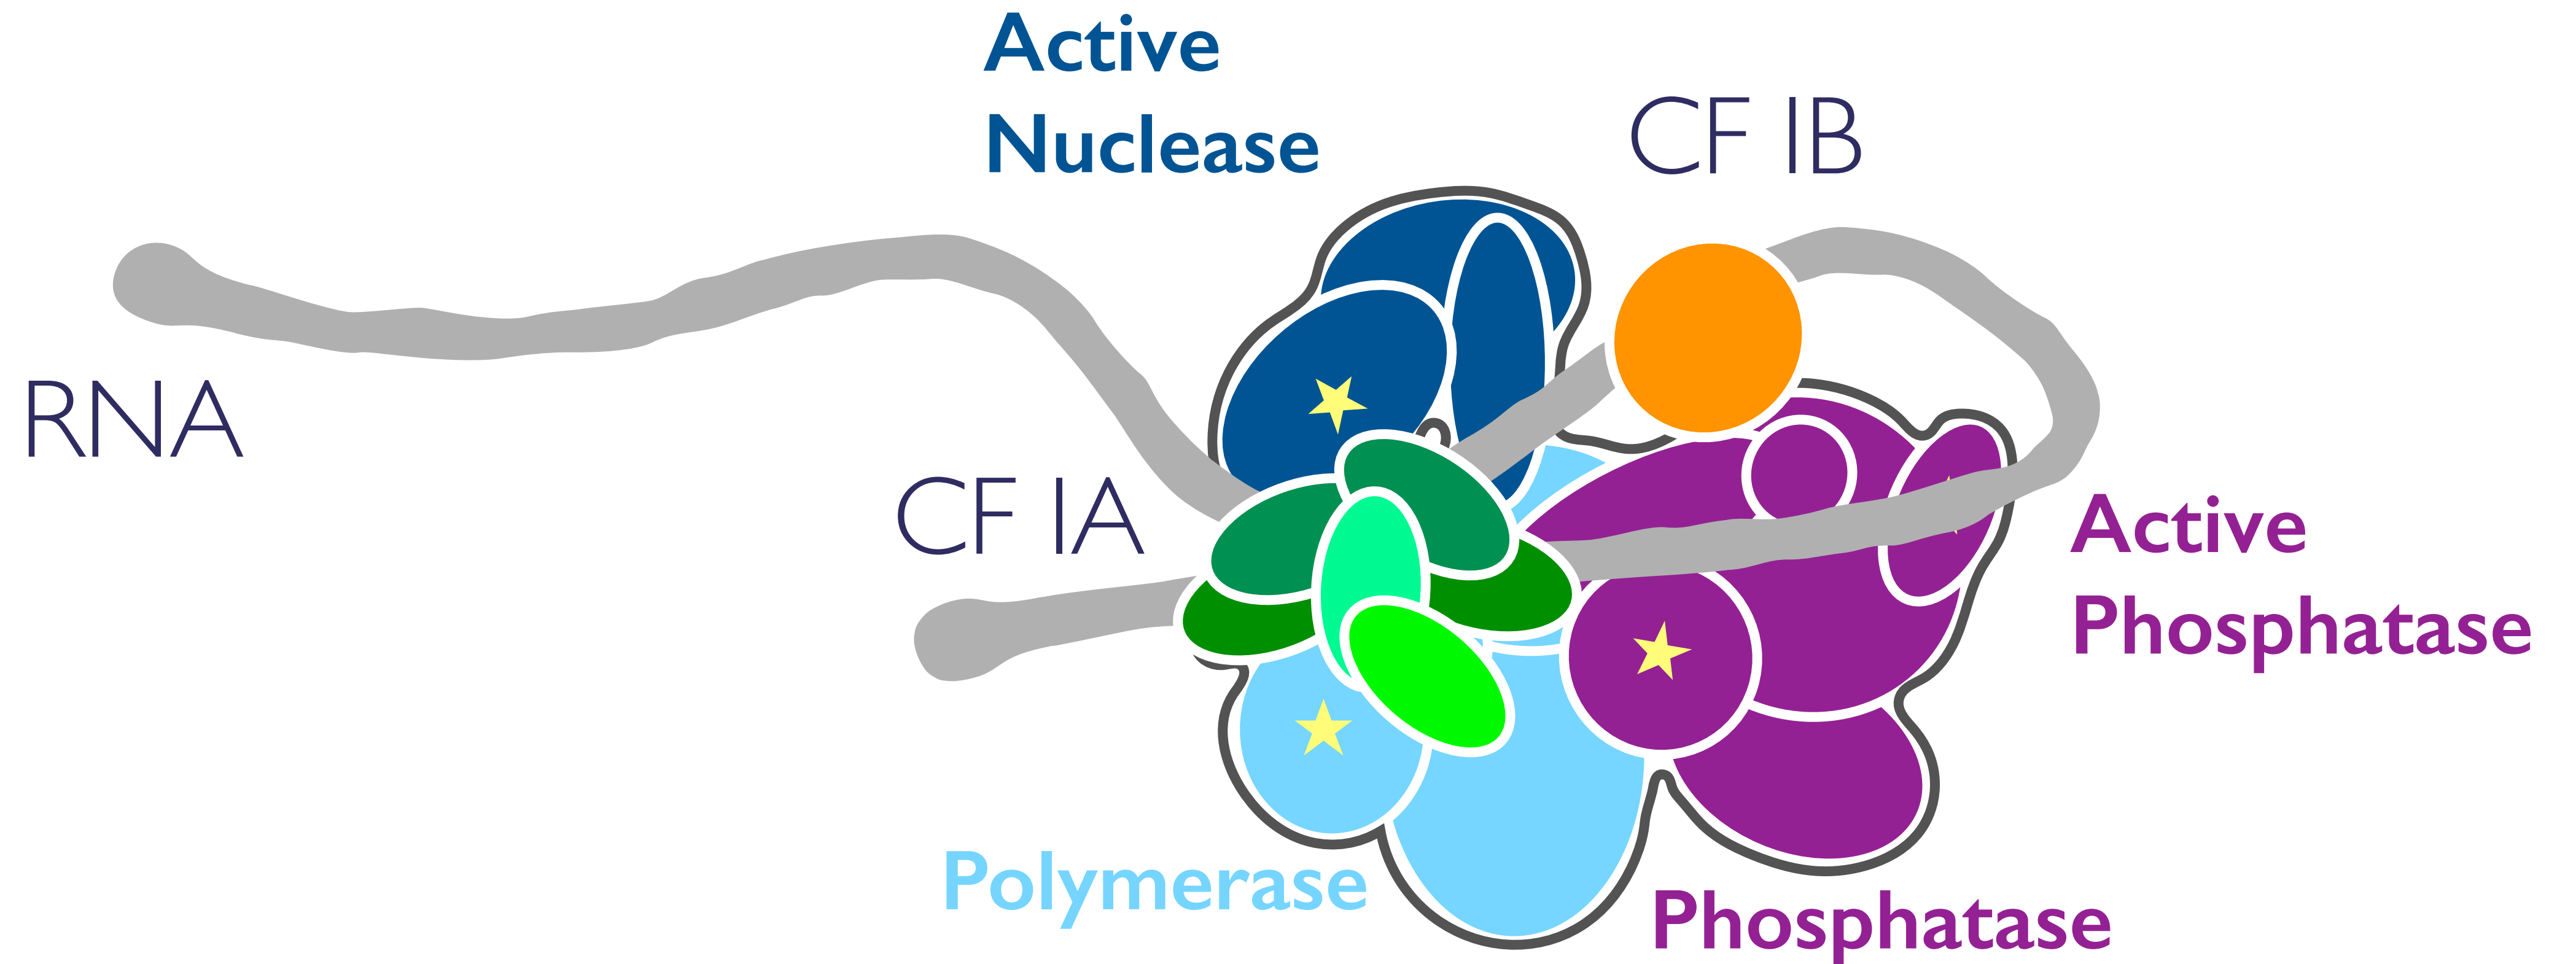 Active
Nuclease
CF IB
RNA
CF IA
Active
Phosphatase
Polymerase
Phosphatase